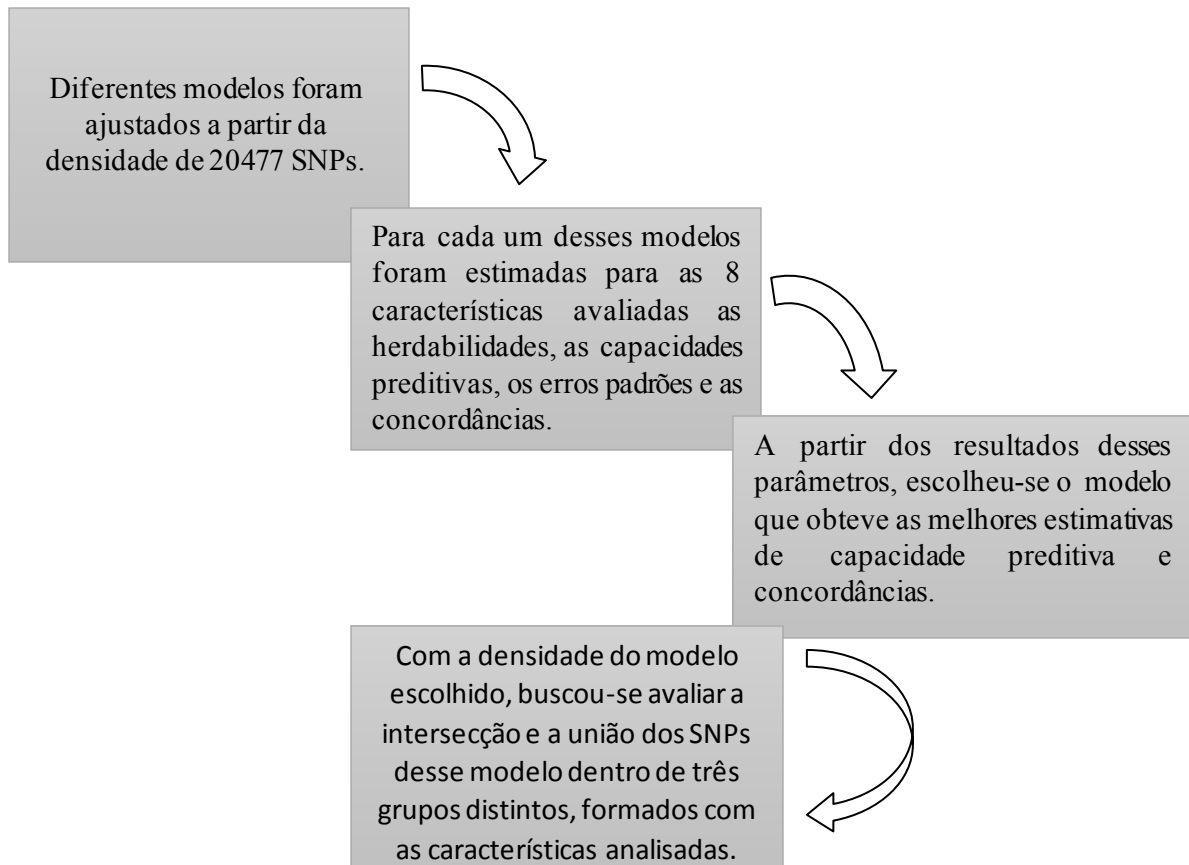 Diferentes modelos foram
ajustados a partir da
densidade de 20477 SNPs.
Para cada um desses modelos
foram estimadas para as 8
características avaliadas as
herdabilidades, as capacidades
preditivas, os erros padrões e as
concordâncias.
A partir dos resultados desses
parâmetros, escolheu-se o modelo
que obteve as melhores estimativas
de capacidade preditiva e
concordâncias.
Com a densidade do modelo
escolhido, buscou-se avaliar a
intersecção e a união dos SNPs
desse modelo dentro de três
grupos distintos, formados com
as características analisadas.